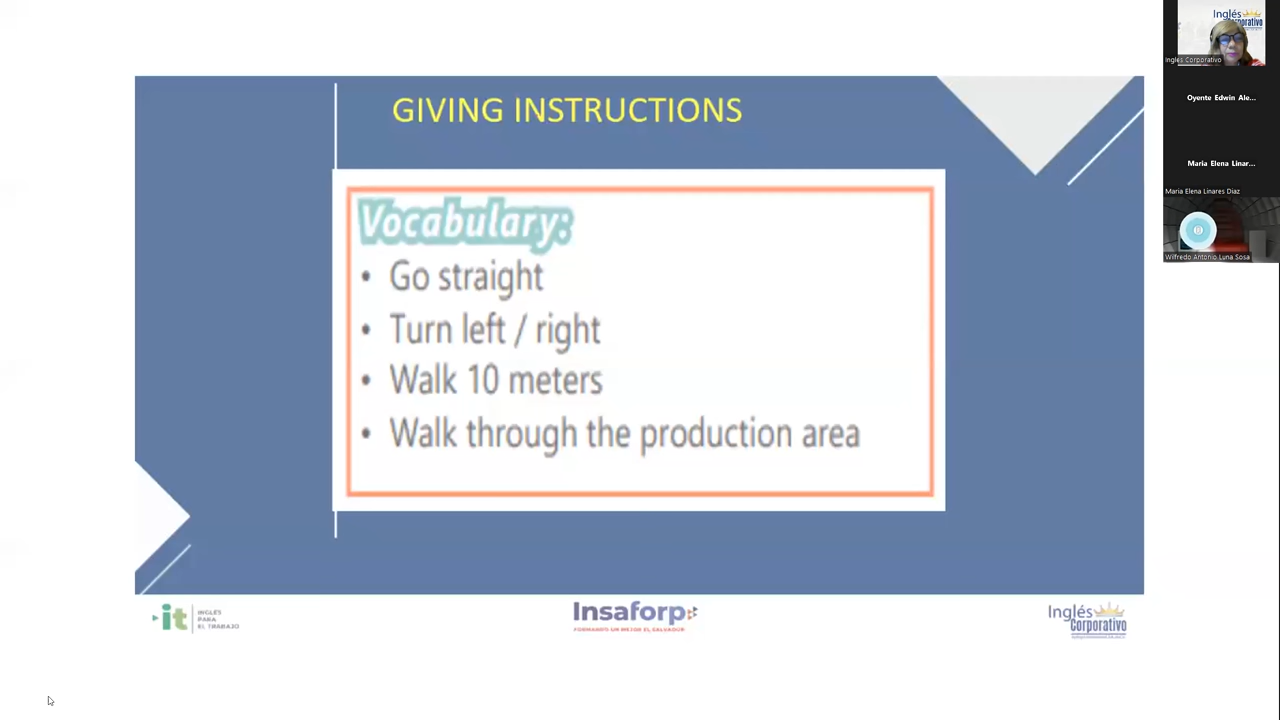 GIVING INSTRUCTIONS
Vocabulary:
• Go straight
• Turn left / right
• Walk 10 meters
• Walk through the production area
it
INGLÉS
PARA
EL TRABAJO
Insaforp
FORMANDO UN MEJOR EL SALVADOR
Inglés
Corporativo
Inglés
Corporativo
Inglés Corporativo
Oyente Edwin Ale...
Maria Elena Linar...
Maria Elena Linares Diaz
Wilfredo Antonio Luna Sosa